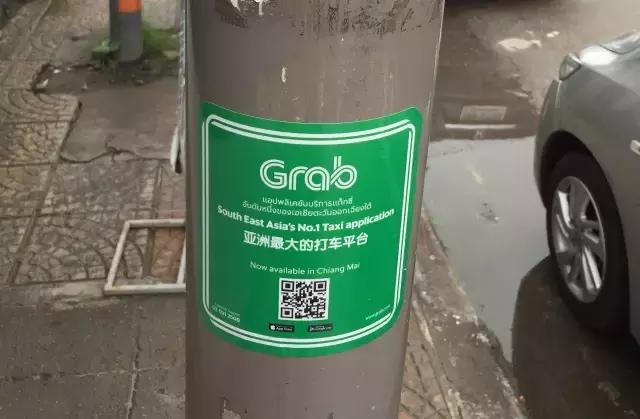 Grab
แอปพลิเคชันบริการแท็กซี่
อันดับหนึ่งของเอเชียตะวันออกเฉียงใต้
South East Asia's No.1 Taxi application
亚洲最大的打车平台
Now available in Chiang Mai
www.grab.com